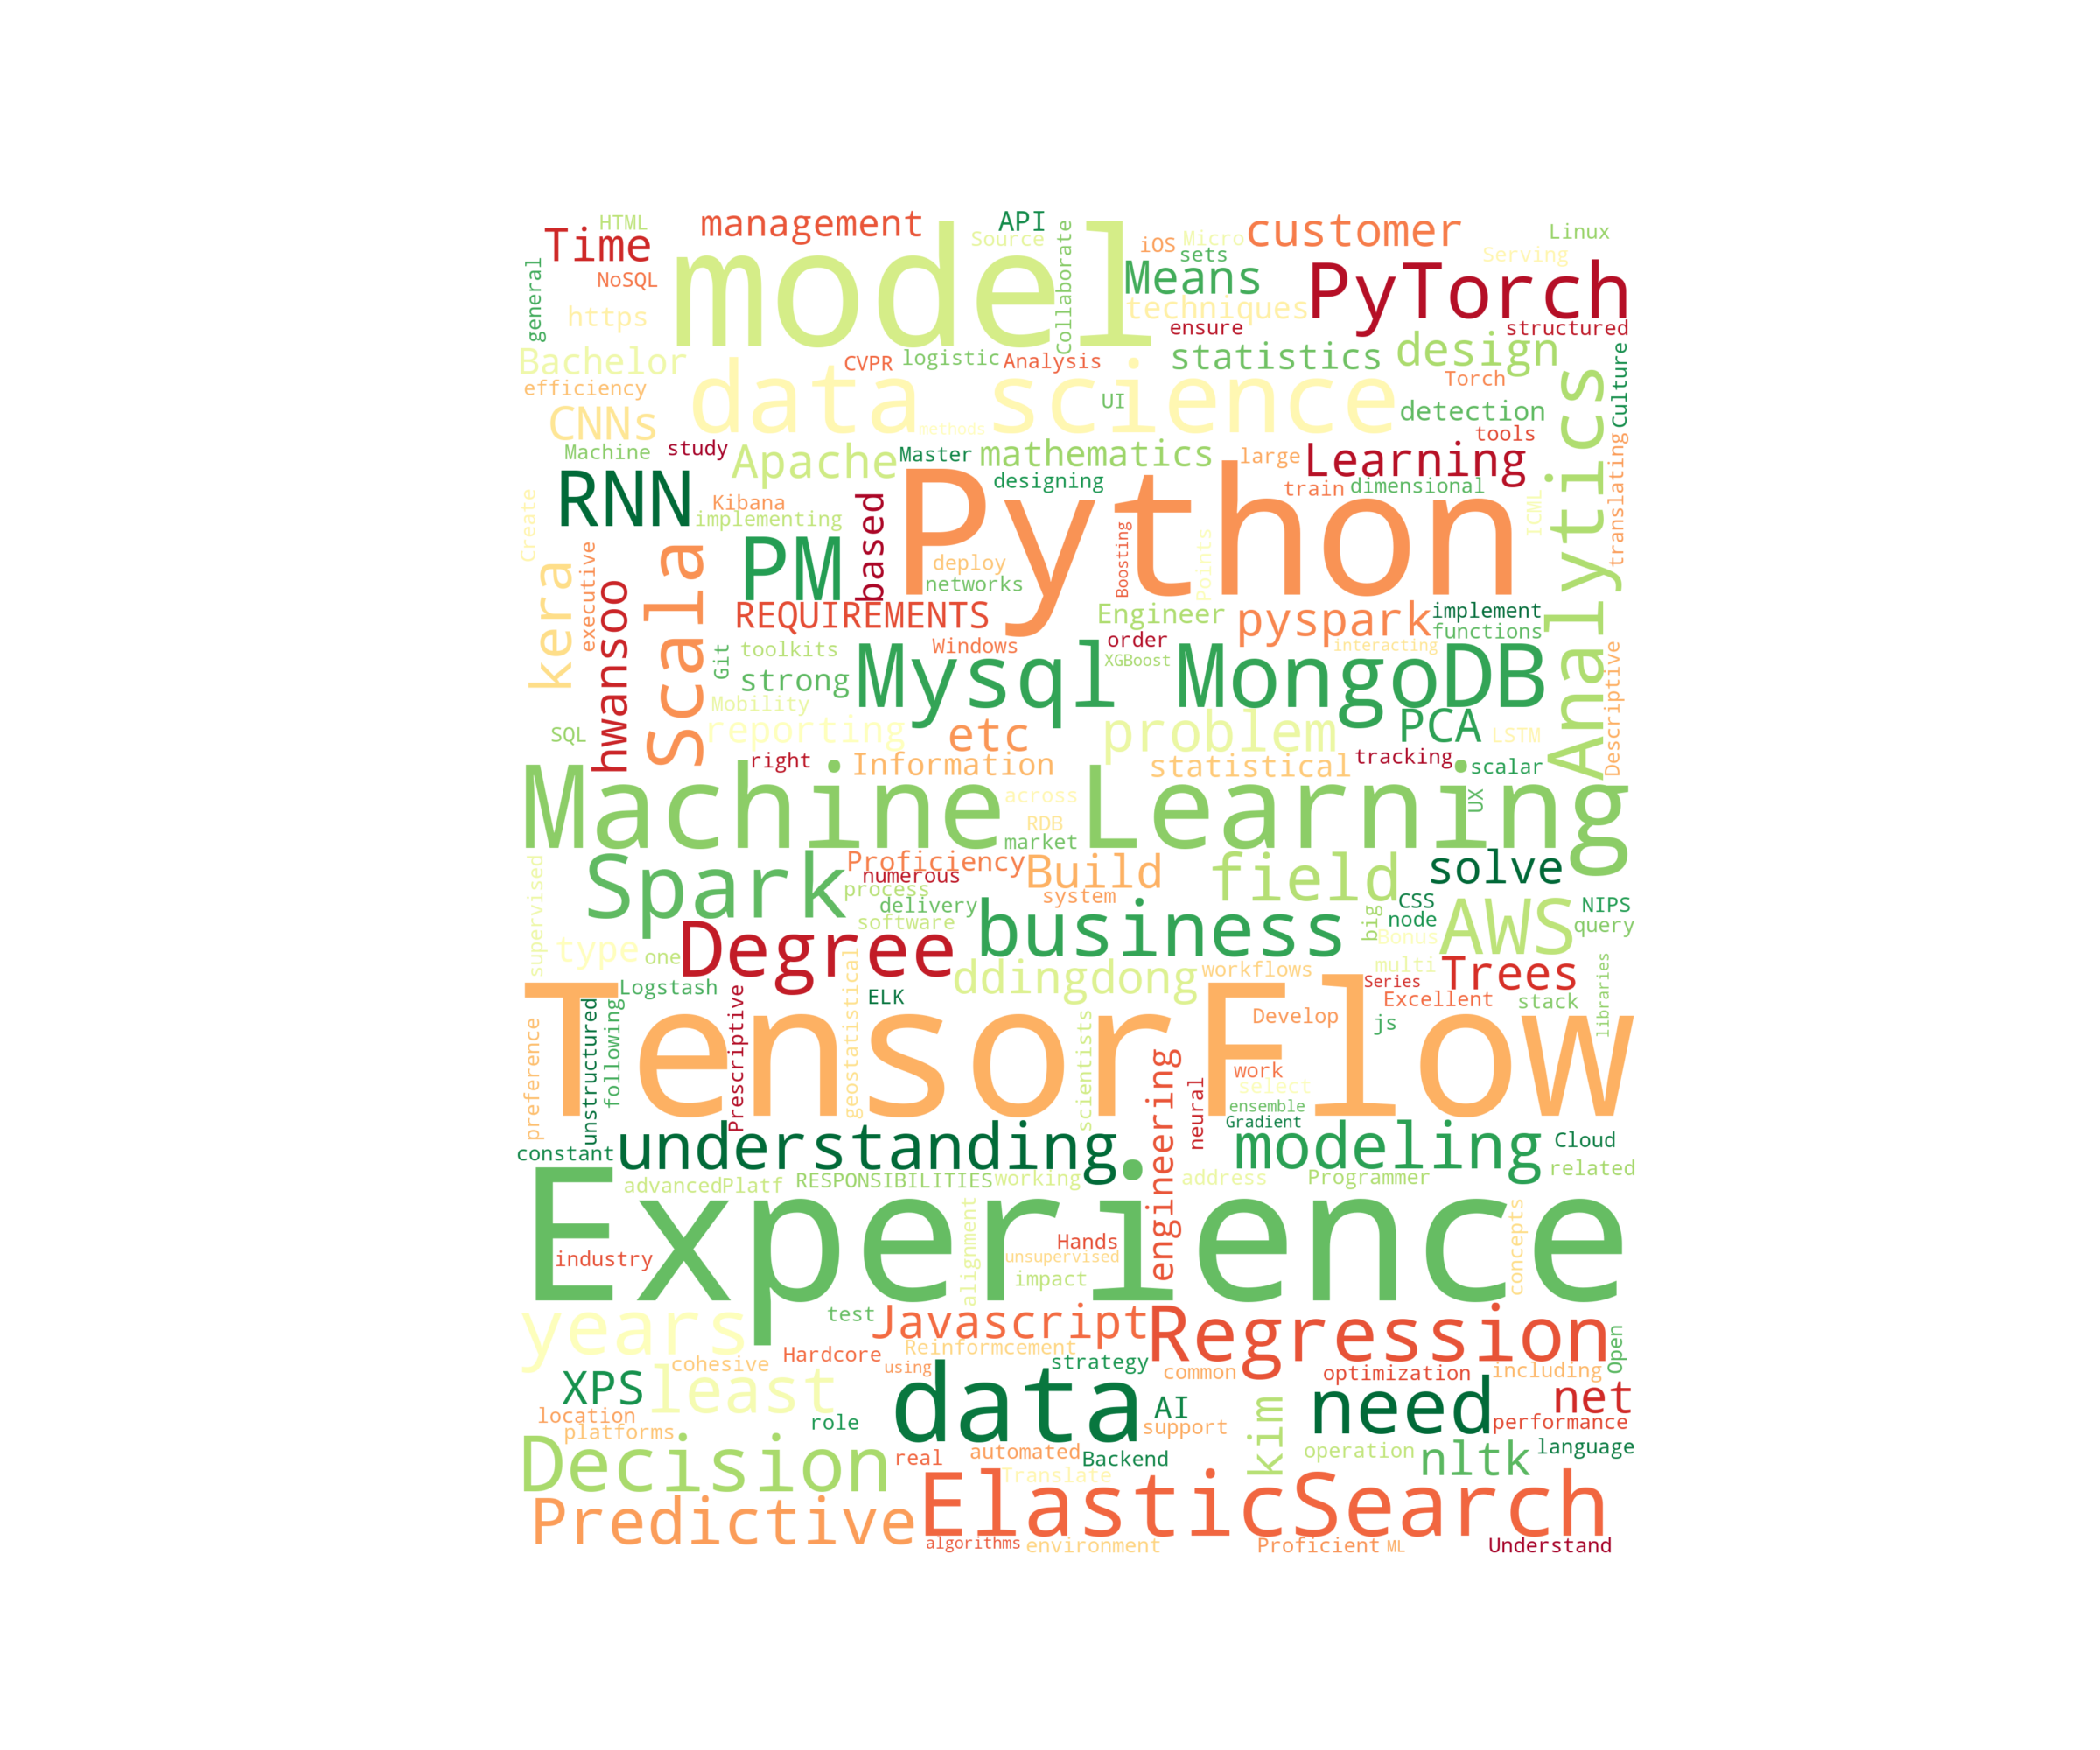 HTML
management
API
model
Source
Collaborate
iOS
Micro
sets
customer
Linux
Serving
Time
NoSQL
general
https
Means
techniques
ensure
PyTorch
structured
Bachelor
efficiency
CVPR
logistic
Analysis
statistics
design
Torch
Culture
data science
UI
methods
detection
tools
CNNs
Machine
study
Apache
Master
mathematics
large
Learning
Analytics
translating
RNN
Kibana
implementing
designing
Python
train
dimensional
ICML
Create
PM
based
deploy
networks
Boosting
Points
executive
Scala
kera
hwansoo
REQUIREMENTS
Engineer
pyspark
implement
functions
Windows
order
interacting
Git
toolkits
strong
Mobility
Mysql
XGBoost
MongoDB
Descriptive
SQL
reporting
etc
problem
PCA
LSTM
right
Information
statistical
tracking
scalar
Machine Learning
across
RDB
market
UX
supervised
Spark
Proficiency
numerous
process
delivery
software
Build
system
field
solve
business
big
CSS
node
Bonus
AWS
NIPS
query
type
one
Degree
geostatistical
ddingdong
workflows
multi
Series
Trees
Excellent
stack
libraries
Logstash
ELK
Develop
js
TensorFlow
preference
unstructured
following
Prescriptive
scientists
engineering
neural
work
select
ensemble
Gradient
constant
understanding
modeling
Cloud
related
advancedPlatf
RESPONSIBILITIES
working
address
Programmer
Experience
industry
alignment
Hands
unsupervised
impact
concepts
years
test
Javascript
Reinformcement
Regression
Open
cohesive
Hardcore
using
strategy
common
optimization
including
XPS
least
data
AI
need
net
location
platforms
role
support
kim
performance
Decision
real
automated
Backend
operation
nltk
language
Translate
Predictive
ElasticSearch
algorithms
environment
Proficient
ML
Understand